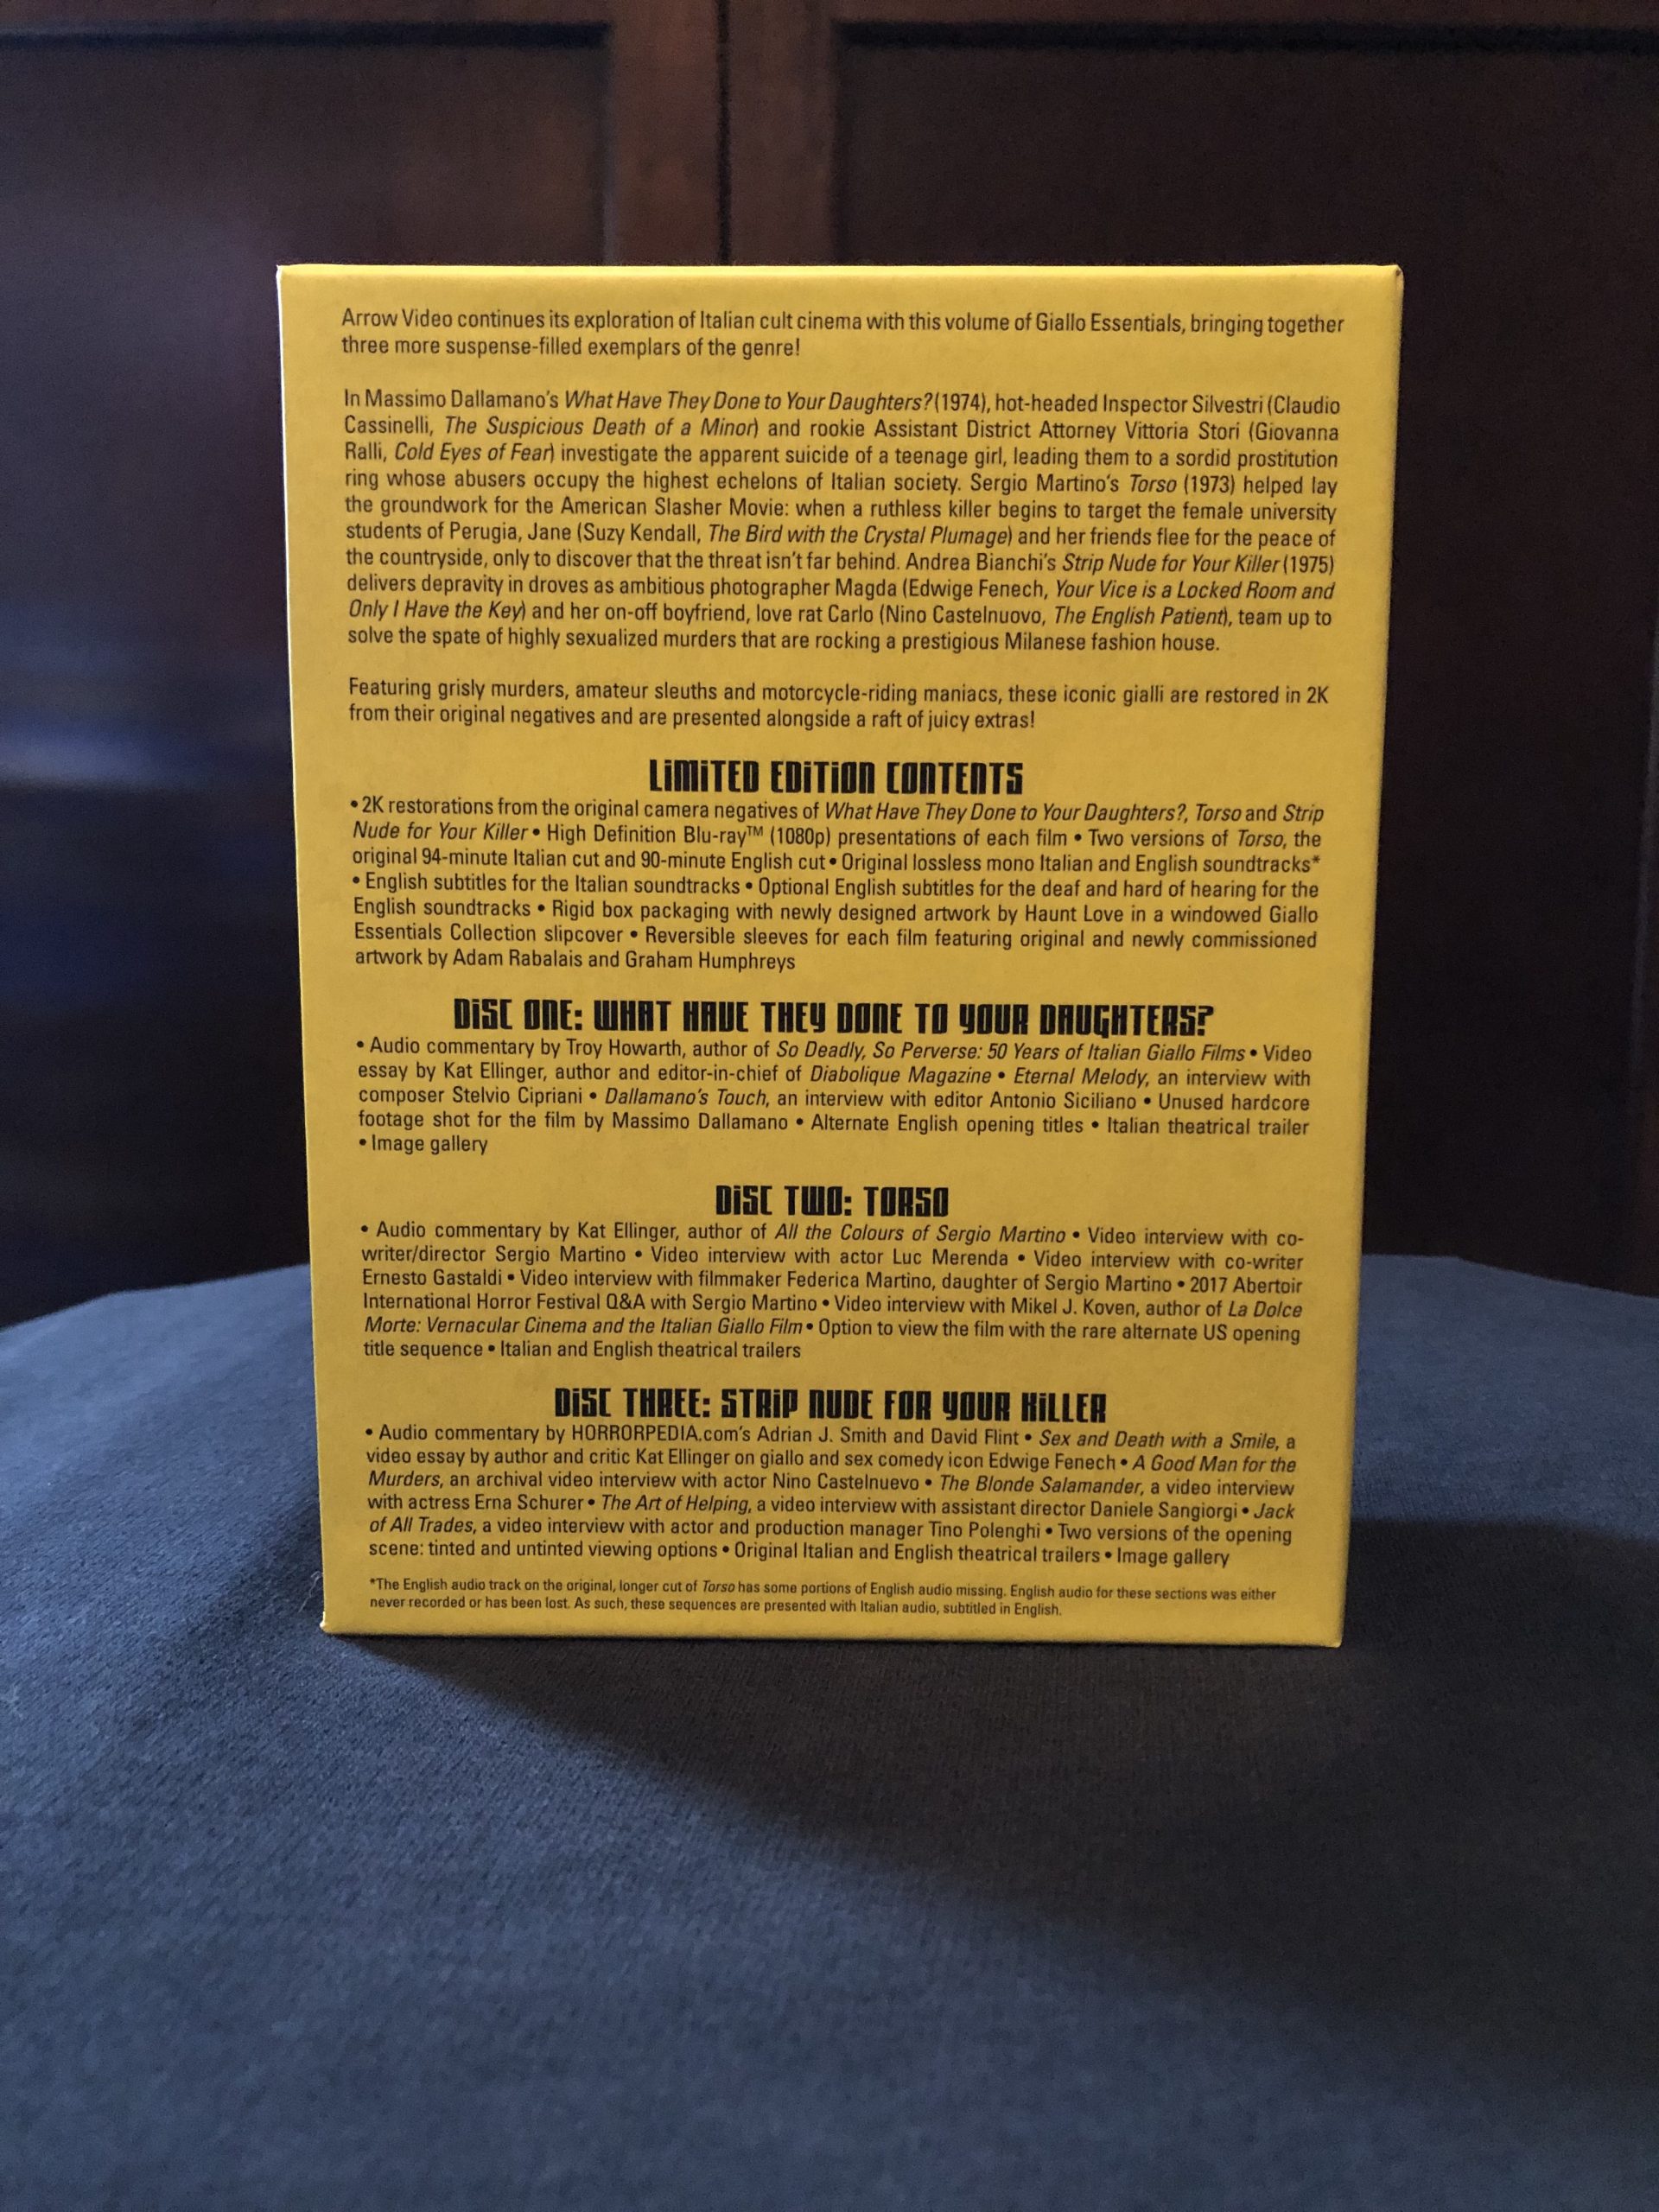 Arrow Video continues its exploration of Italian cult cinema with this volume of Giallo Essentials, bringing together
three more suspense-filled exemplars of the genre!
In Massimo Dallamano's What Have They Done to Your Daughters? (1974), hot-headed Inspector Silvestri (Claudio
Cassinelli, The Suspicious Death of a Minor) and rookie Assistant District Attorney Vittoria Stori (Giovanna
Ralli, Cold Eyes of Fear) investigate the apparent suicide of a teenage girl, leading them to a sordid prostitution
ring whose abusers occupy the highest echelons of Italian society. Sergio Martino's Torso (1973) helped lay
the groundwork for the American Slasher Movie: when a ruthless killer begins to target the female university
students of Perugia, Jane (Suzy Kendall, The Bird with the Crystal Plumage) and her friends flee for the peace of
the countryside, only to discover that the threat isn't far behind. Andrea Bianchi's Strip Nude for Your Killer (1975)
delivers depravity in droves as ambitious photographer Magda (Edwige Fenech, Your Vice is a Locked Room and
Only I Have the Key) and her on-off boyfriend, love rat Carlo (Nino Castelnuovo, The English Patient), team up to
solve the spate of highly sexualized murders that are rocking a prestigious Milanese fashion house.
Featuring grisly murders, amateur sleuths and motorcycle-riding maniacs, these iconic gialli are restored in 2K
from their original negatives and are presented alongside a raft of juicy extras!
LIMITED EDITION CONTENTS
• 2K restorations from the original camera negatives of What Have They Done to Your Daughters?, Torso and Strip
Nude for Your Killer • High Definition Blu-ray™ (1080p) presentations of each film • Two versions of Torso, the
original 94-minute Italian cut and 90-minute English cut • Original lossless mono Italian and English soundtracks*
• English subtitles for the Italian soundtracks • Optional English subtitles for the deaf and hard of hearing for the
English soundtracks • Rigid box packaging with newly designed artwork by Haunt Love in a windowed Giallo
Essentials Collection slipcover • Reversible sleeves for each film featuring original and newly commissioned
artwork by Adam Rabalais and Graham Humphreys
DISC ONE: WHAT HAVE THEY DONE TO YOUR DAUGHTERS?
• Audio commentary by Troy Howarth, author of So Deadly, So Perverse: 50 Years of Italian Giallo Films • Video
essay by Kat Ellinger, author and editor-in-chief of Diabolique Magazine • Eternal Melody, an interview with
composer Stelvio Cipriani • Dallamano's Touch, an interview with editor Antonio Siciliano • Unused hardcore
footage shot for the film by Massimo Dallamano • Alternate English opening titles • Italian theatrical trailer
• Image gallery
DISC TWO: TORSO
• Audio commentary by Kat Ellinger, author of All the Colours of Sergio Martino • Video interview with co-
writer/director Sergio Martino • Video interview with actor Luc Merenda • Video interview with co-writer
Ernesto Gastaldi • Video interview with filmmaker Federica Martino, daughter of Sergio Martino • 2017 Abertoir
International Horror Festival Q&A with Sergio Martino • Video interview with Mikel J. Koven, author of La Dolce
Morte: Vernacular Cinema and the Italian Giallo Film • Option to view the film with the rare alternate US opening
title sequence • Italian and English theatrical trailers
DISC THREE: STRIP NUDE FOR YOUR KILLER
• Audio commentary by HORRORPEDIA.com's Adrian J. Smith and David Flint • Sex and Death with a Smile, a
video essay by author and critic Kat Ellinger on giallo and sex comedy icon Edwige Fenech • A Good Man for the
Murders, an archival video interview with actor Nino Castelnuevo • The Blonde Salamander, a video interview
with actress Erna Schurer • The Art of Helping, a video interview with assistant director Daniele Sangiorgi • Jack
of All Trades, a video interview with actor and production manager Tino Polenghi • Two versions of the opening
scene: tinted and untinted viewing options • Original Italian and English theatrical trailers • Image gallery
*The English audio track on the original, longer cut of Torso has some portions of English audio missing. English audio for these sections was either
never recorded or has been lost. As such, these sequences are presented with Italian audio, subtitled in English.